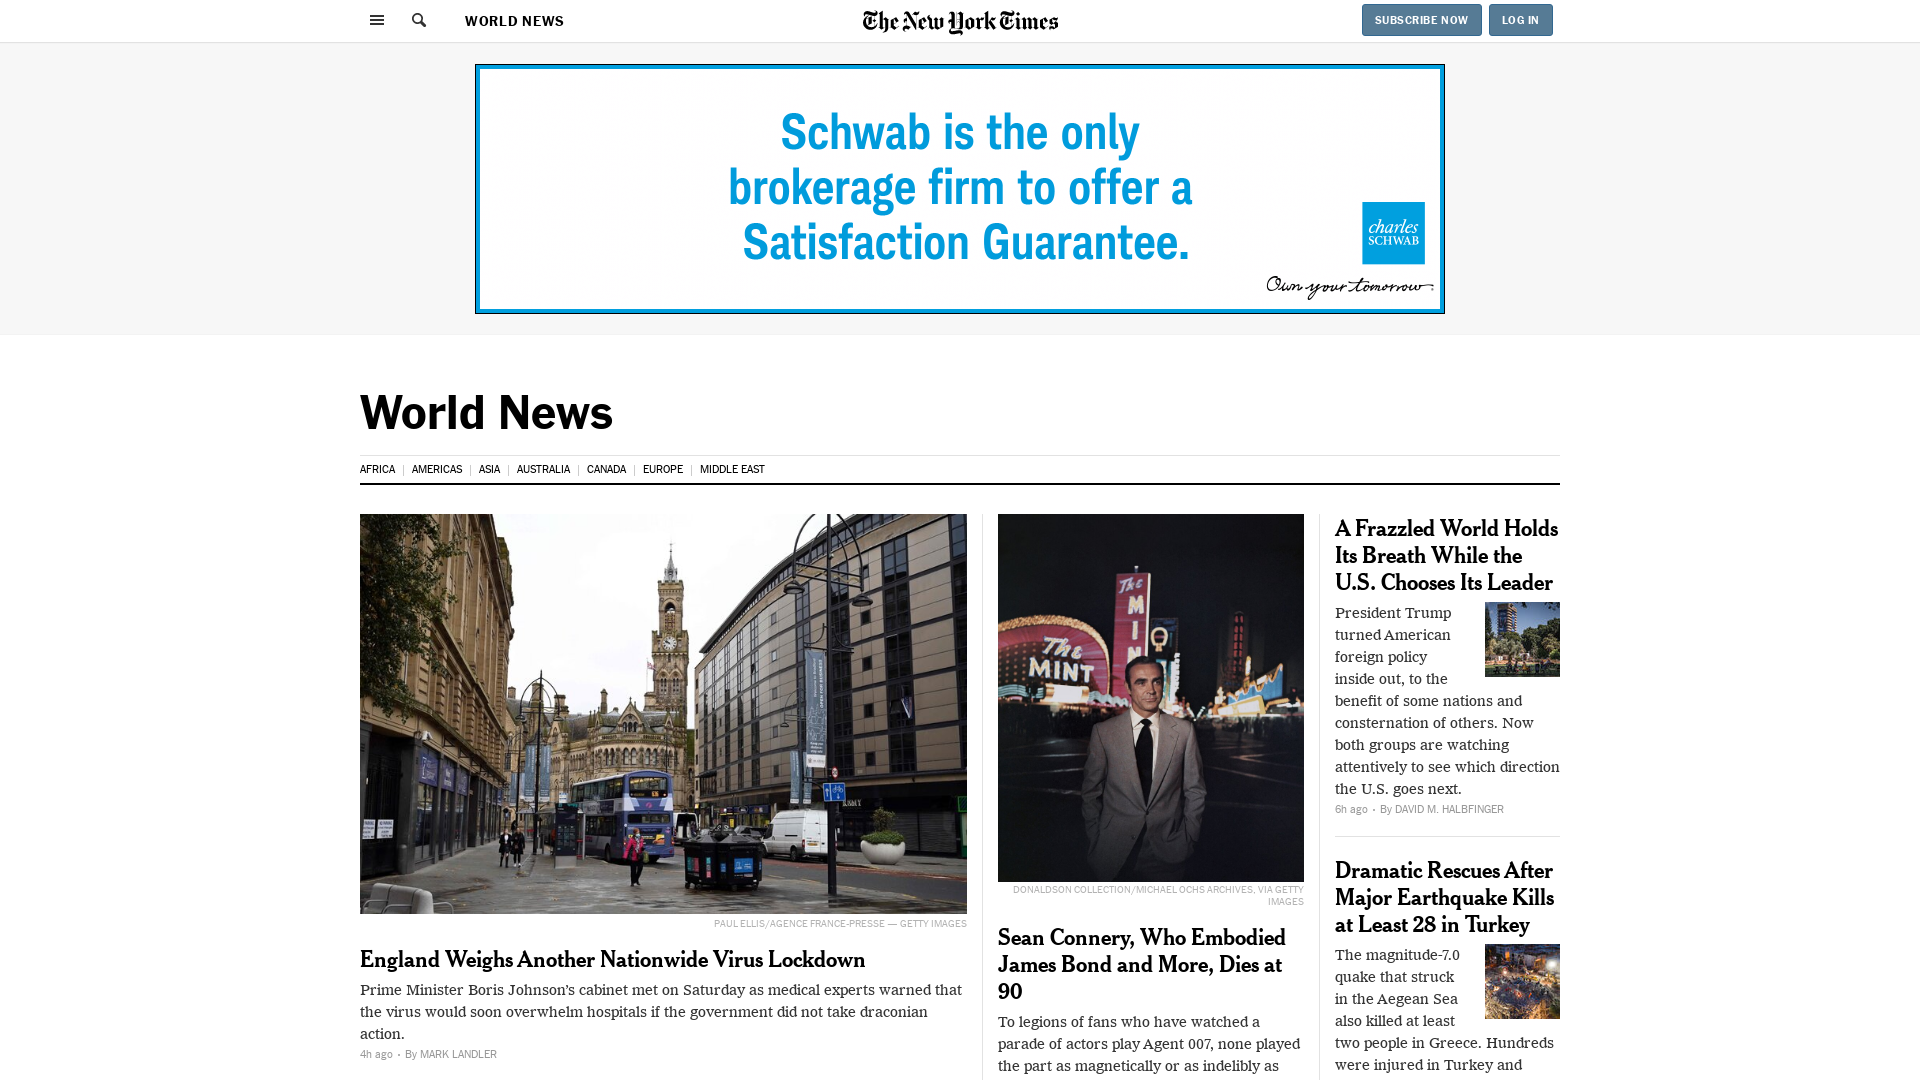 WORLD NEWS
The New York Times
SUBSCRIBE NOW
LOG IN
Schwab is the only
brokerage firm to offer a
Satisfaction Guarantee.
charles
SCHWAB
Own your tomorrow.
World News
AFRICA
AMERICAS
ASIA
AUSTRALIA
CANADA
EUROPE
MIDDLE EAST
PAUL ELLIS/AGENCE FRANCE-PRESSE — GETTY IMAGES
England Weighs Another Nationwide Virus Lockdown
Prime Minister Boris Johnson’s cabinet met on Saturday as medical experts warned that
the virus would soon overwhelm hospitals if the government did not take draconian
action.
4h ago • By MARK LANDLER
The
MINT
The
MIN
DONALDSON COLLECTION/MICHAEL OCHS ARCHIVES, VIA GETTY
IMAGES
Sean Connery, Who Embodied
James Bond and More, Dies at
90
To legions of fans who have watched a
parade of actors play Agent 007, none played
the part as magnetically or as indelibly as
A Frazzled World Holds
Its Breath While the
U.S. Chooses Its Leader
President Trump
turned American
foreign policy
inside out, to the
benefit of some nations and
consternation of others. Now
both groups are watching
attentively to see which direction
the U.S. goes next.
6h ago • By DAVID M. HALBFINGER
Dramatic Rescues After
Major Earthquake Kills
at Least 28 in Turkey
The magnitude-7.0
quake that struck
in the Aegean Sea
also killed at least
two people in Greece. Hundreds
were injured in Turkey and